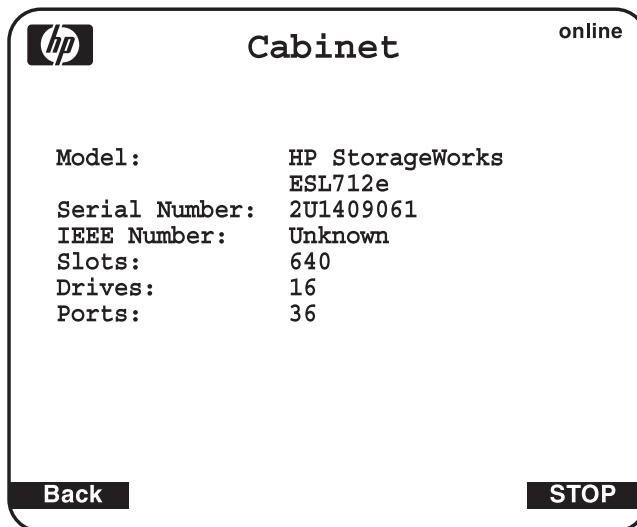 hp
Cabinet
online
Model: HP StorageWorks
ESL712e
Serial Number: 2U1409061
IEEE Number: Unknown
Slots: 640
Drives: 16
Ports: 36
Back
STOP